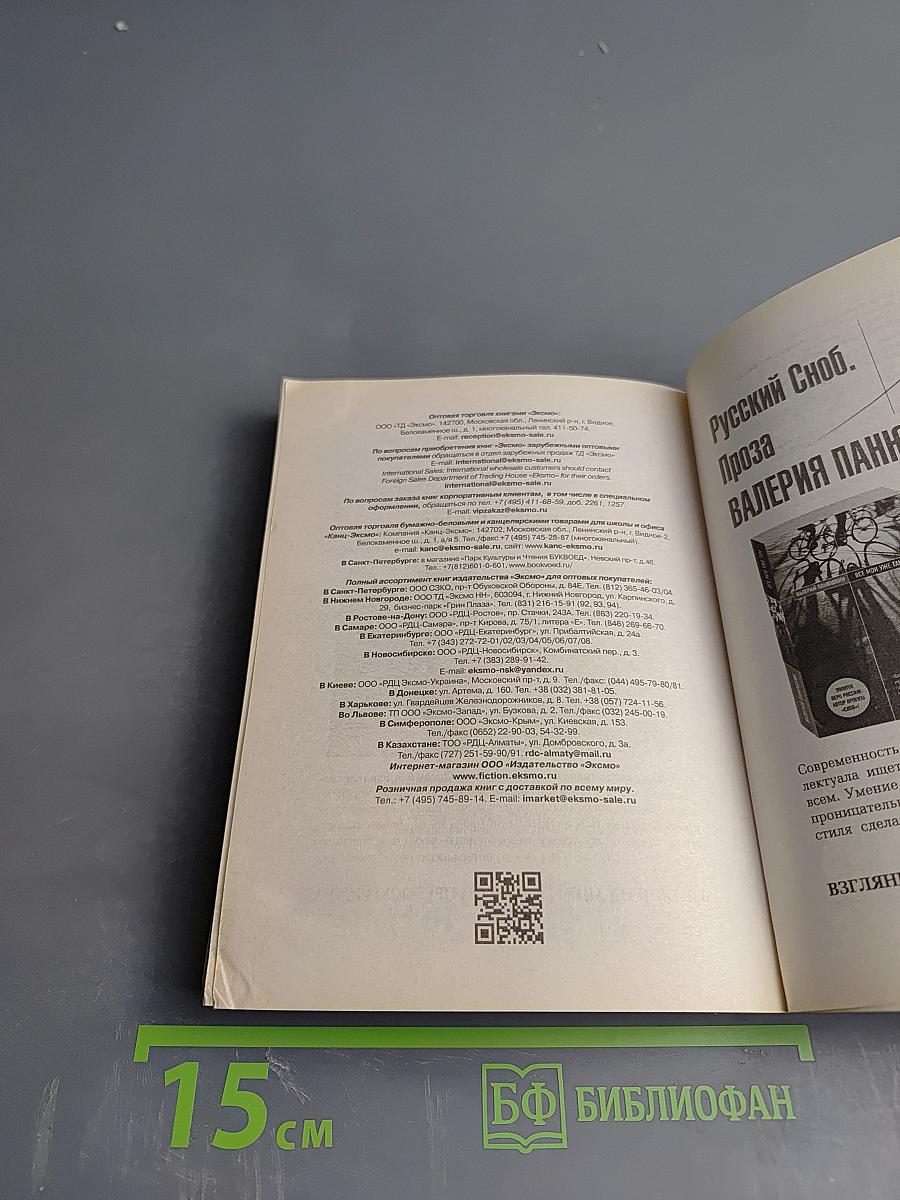 Оптовая торговля книгами «Эксмо»:
ООО «ТД «Эксмо». 142700, Московская обл., Ленинский р-н, г. Видное,
Белокаменное ш., д. 1, многоканальный тел. 411-50-74.
E-mail: reception@eksmo-sale.ru
По вопросам приобретения книг «Эксмо» зарубежными оптовыми
покупателями обращаться в отдел зарубежных продаж ТД «Эксмо»
E-mail: international@eksmo-sale.ru
International Sales: International wholesale customers should contact
Foreign Sales Department of Trading House «Eksmo» for their orders.
international@eksmo-sale.ru
По вопросам заказа книг корпоративным клиентам, в том числе в специальном
оформлении, обращаться по тел. +7 (495) 411-68-59, доб. 2261, 1257.
E-mail: vipzakaz@eksmo.ru
Оптовая торговля бумажно-беловыми и канцелярскими товарами для школы и офиса
«Канц-Эксмо»: Компания «Канц-Эксмо»: 142702, Московская обл., Ленинский р-н, г. Видное-2,
Белокаменное ш., д. 1, а/я 5. Тел./факс +7 (495) 745-28-87 (многоканальный).
e-mail: kanc@eksmo-sale.ru, сайт: www.kanc-eksmo.ru
В Санкт-Петербурге: в магазине «Парк Культуры и Чтения БУКВОЕД», Невский пр-т, д.46.
Тел.: +7(812)601-0-601, www.bookvoed.ru/
Полный ассортимент книг издательства «Эксмо» для оптовых покупателей:
В Санкт-Петербурге: ООО СЗКО, пр-т Обуховской Обороны, д. 84Е. Тел. (812) 365-46-03/04.
В Нижнем Новгороде: ООО ТД «Эксмо НН», 603094, г. Нижний Новгород, ул. Карпинского, д.
29, бизнес-парк «Грин Плаза». Тел. (831) 216-15-91 (92, 93, 94).
В Ростове-на-Дону: ООО «РДЦ-Ростов», пр. Стачки, 243А. Тел. (863) 220-19-34.
В Самаре: ООО «РДЦ-Самара», пр-т Кирова, д. 75/1, литера «Е». Тел. (846) 269-66-70.
В Екатеринбурге: ООО «РДЦ-Екатеринбург», ул. Прибалтийская, д. 24а.
Тел. +7 (343) 272-72-01/02/03/04/05/06/07/08.
В Новосибирске: ООО «РДЦ-Новосибирск», Комбинатский пер., д. 3.
Тел. +7 (383) 289-91-42.
E-mail: eksmo-nsk@yandex.ru
В Киеве: ООО «РДЦ Эксмо-Украина», Московский пр-т, д. 9. Тел./факс: (044) 495-79-80/81.
В Донецке: ул. Артема, д. 160. Тел. +38 (032) 381-81-05.
В Харькове: ул. Гвардейцев Железнодорожников, д. 8. Тел. +38 (057) 724-11-56.
Во Львове: ТП ООО «Эксмо-Запад», ул. Бузкова, д. 2. Тел./факс (032) 245-00-19.
В Симферополе: ООО «Эксмо-Крым», ул. Киевская, д. 153.
Тел./факс (0652) 22-90-03, 54-32-99.
В Казахстане: ТОО «РДЦ-Алматы», ул. Домбровского, д. 3а.
Тел./факс (727) 251-59-90/91. rdc-almaty@mail.ru
Интернет-магазин ООО «Издательство «Эксмо»
www.fiction.eksmo.ru
Розничная продажа книг с доставкой по всему миру.
Тел.: +7 (495) 745-89-14. E-mail: imarket@eksmo-sale.ru
Русский Сноб.
Проза
ВАЛЕРИЯ ПАНЮ
ВСЕ МОИ УЖЕ ТАМ
ЗОЛОТОЕ
ПЕРО РОССИИ,
АВТОР ПРОЕКТА
«СНОБ»!
Современность
лектуала ищет
всем. Умение
проницательн
стиля сдела
ВЗГЛЯН
15 см
БФ БИБЛИОФАН